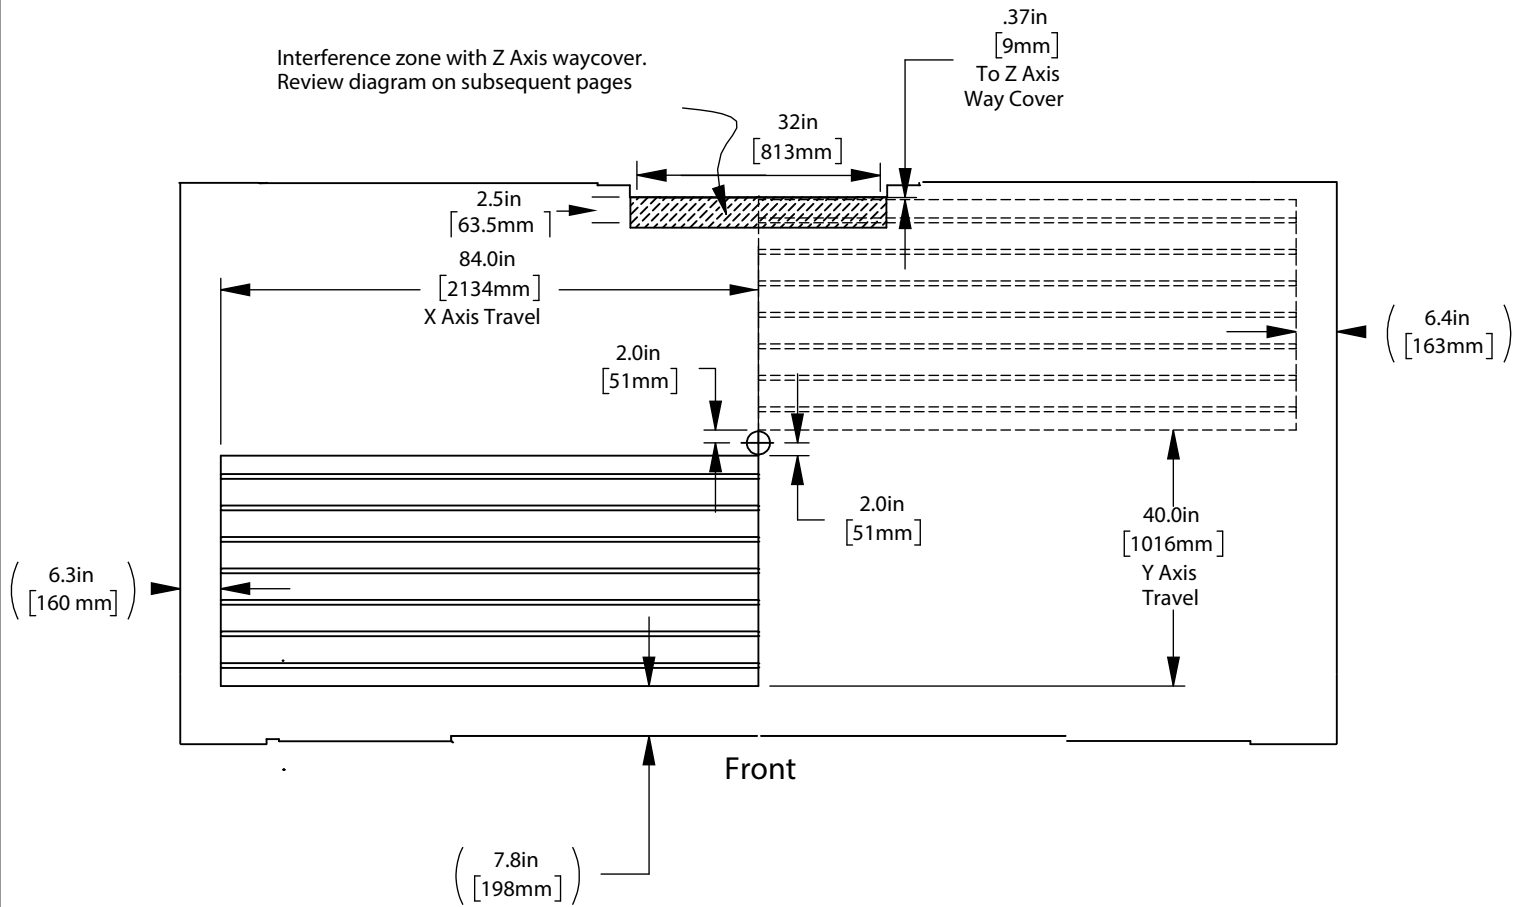 .37in
[9mm]
To Z Axis
Way Cover
Interference zone with Z Axis waycover.
Review diagram on subsequent pages
32in
[813mm]
2.5in
[63.5mm]
84.0in
[2134mm]
X Axis Travel
6.4in
[163mm]
2.0in
[51mm]
2.0in
[51mm]
40.0in
[1016mm]
Y Axis
Travel
6.3in
[160 mm]
Front
7.8in
[198mm]